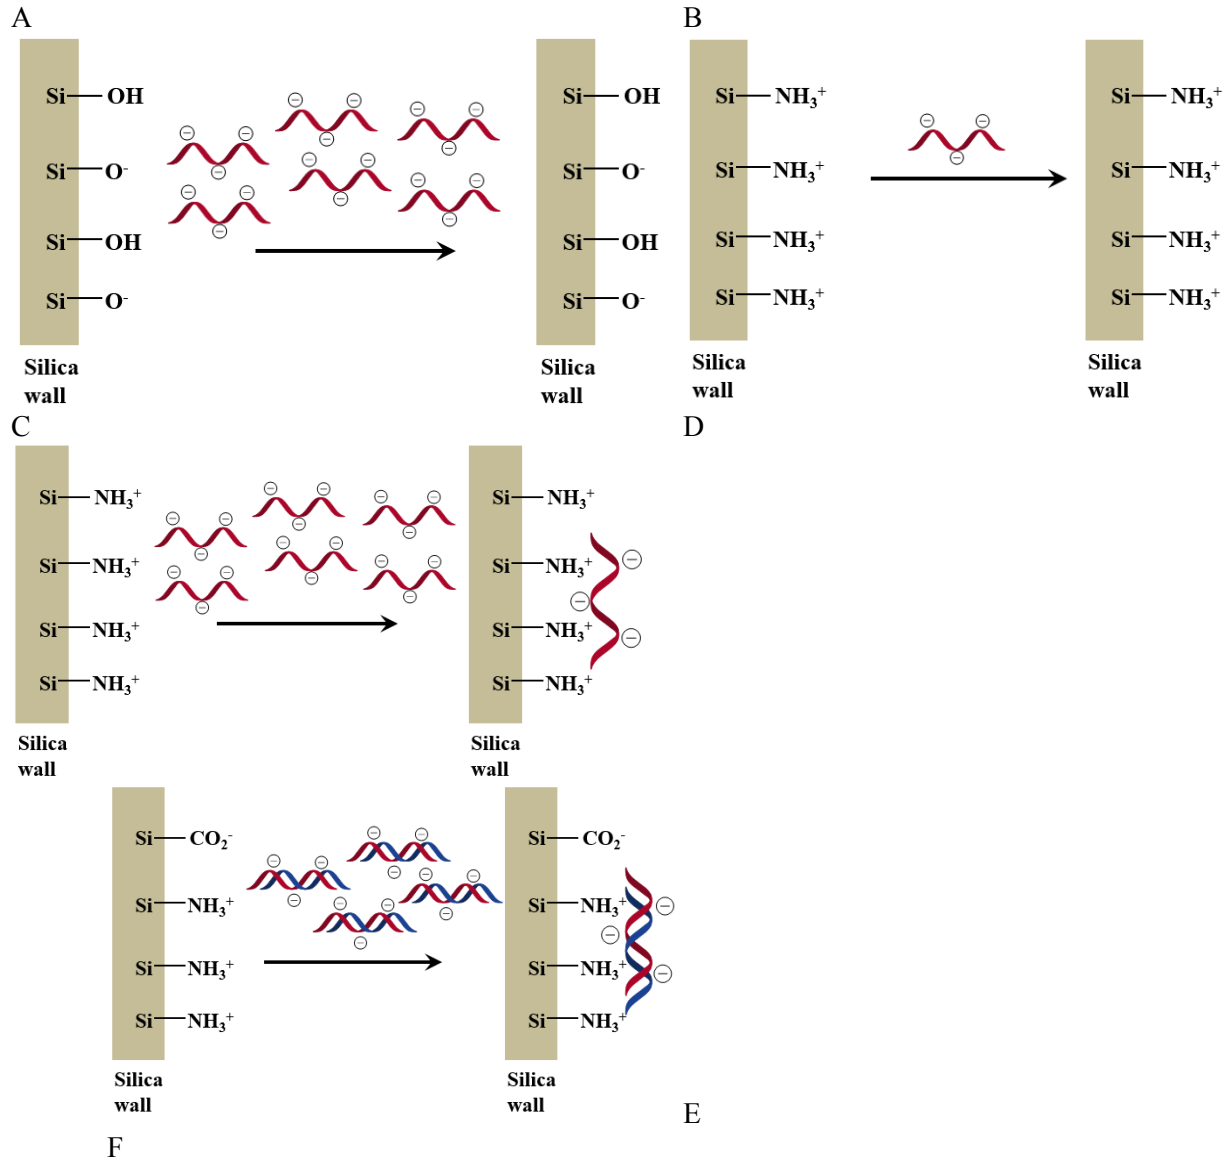 A
Si OH
Si O-
Si OH
Si O-
Silica
wall
Si OH
Si O-
Si OH
Si O-
Silica
wall
B
Si NH3+
Si NH3+
Si NH3+
Si NH3+
Silica
wall
Si NH3+
Si NH3+
Si NH3+
Si NH3+
Silica
wall
C
Si NH3+
Si NH3+
Si NH3+
Si NH3+
Silica
wall
Si NH3+
Si NH3+
Si NH3+
Si NH3+
Silica
wall
D
Si CO2-
Si NH3+
Si NH3+
Si NH3+
Silica
wall
Si CO2-
Si NH3+
Si NH3+
Si NH3+
Silica
wall
E
F